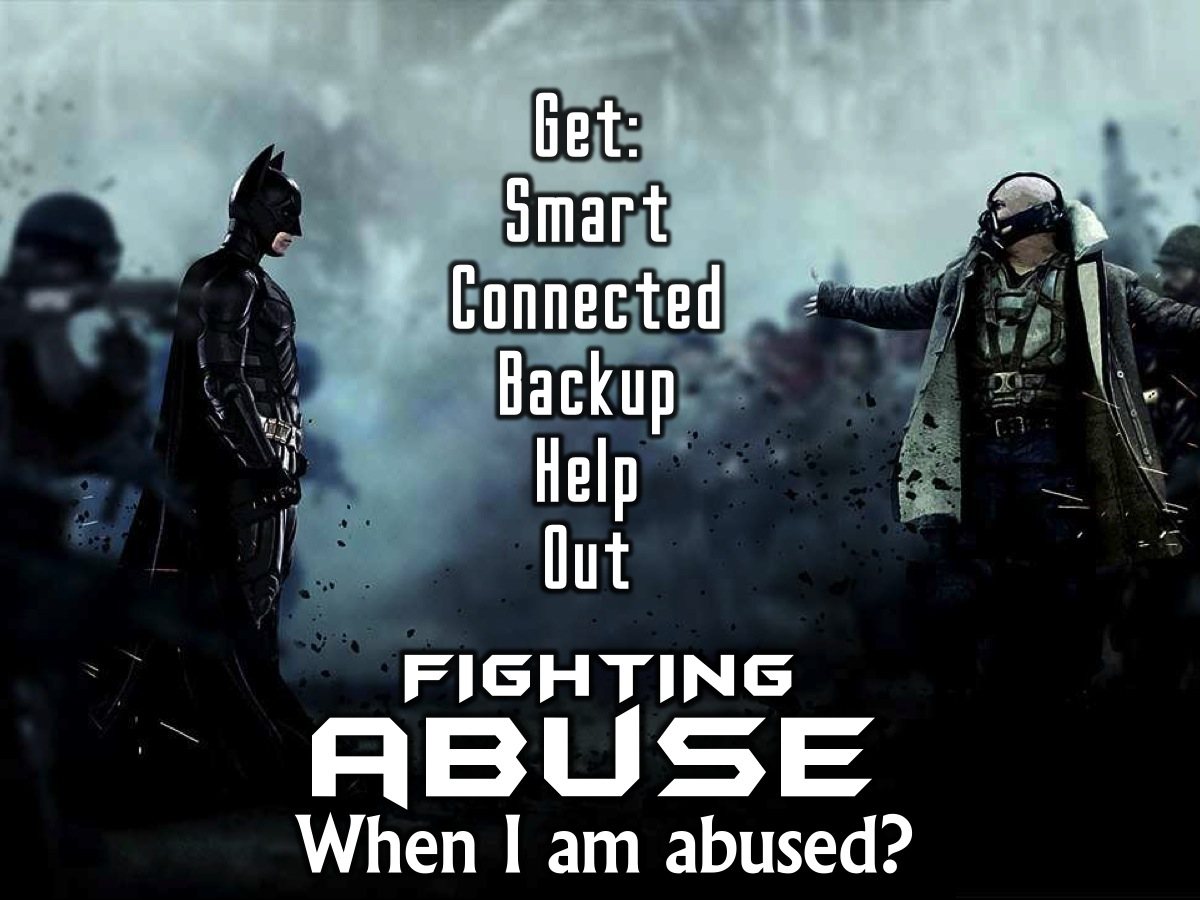 Get:
Smart
Connected
Backup
Help
Out
FIGHTING
ABUSE
When I am abused?